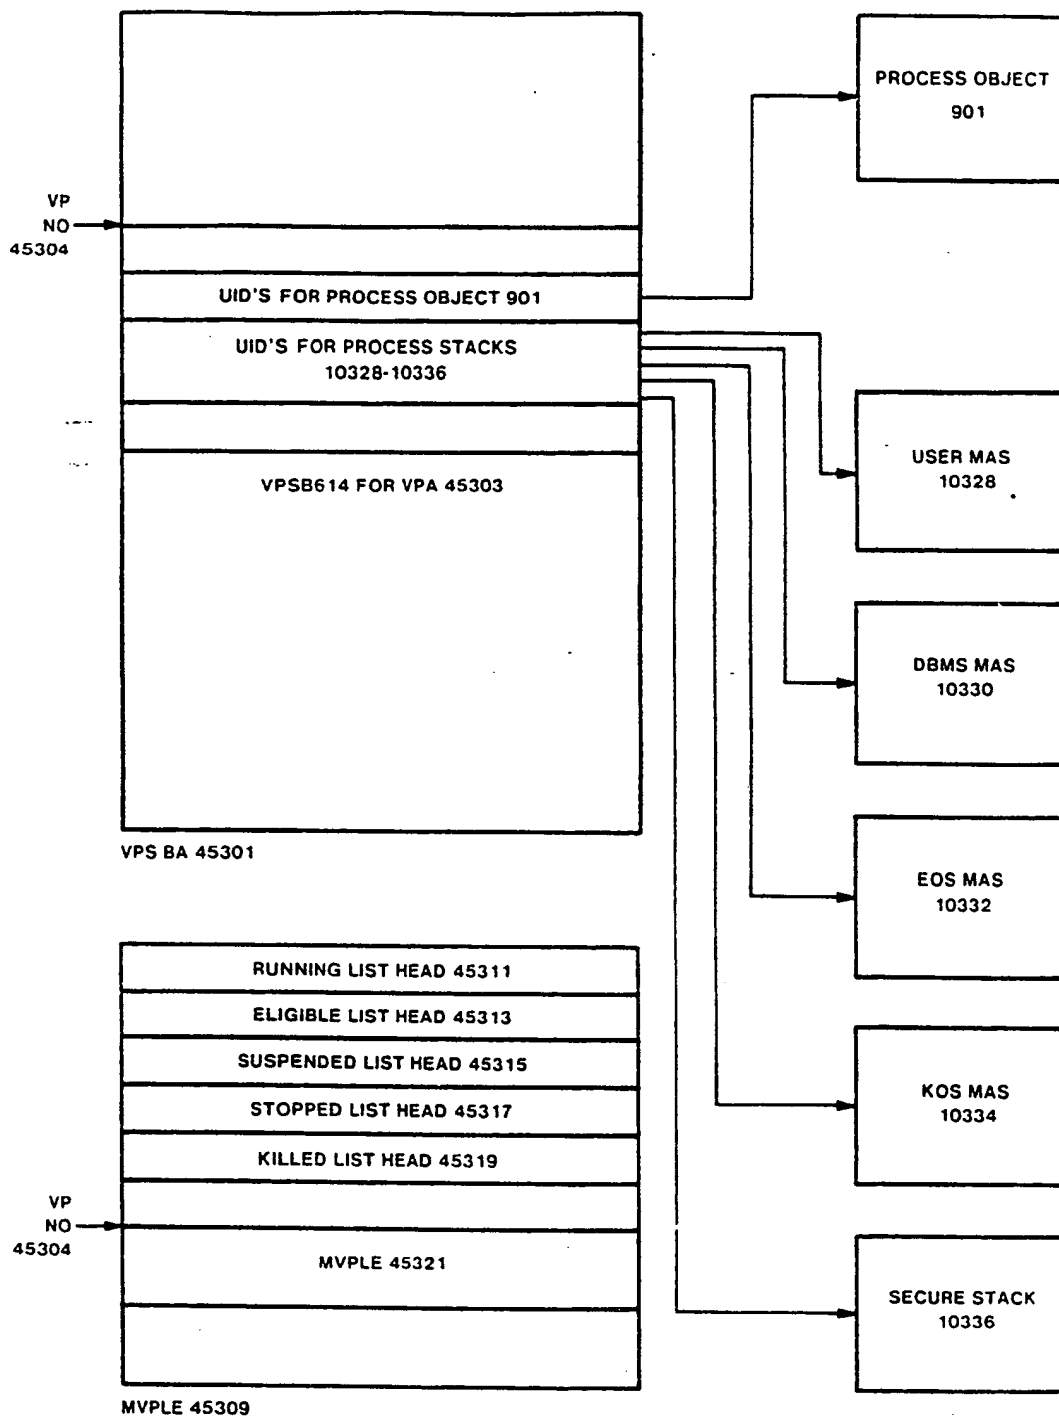 PROCESS OBJECT
901
VP
NO
45304
UID'S FOR PROCESS OBJECT 901
UID'S FOR PROCESS STACKS
10328-10336
VPSB614 FOR VPA 45303
USER MAS
10328
DBMS MAS
10330
VPS BA 45301
EOS MAS
10332
RUNNING LIST HEAD 45311
ELIGIBLE LIST HEAD 45313
SUSPENDED LIST HEAD 45315
STOPPED LIST HEAD 45317
KILLED LIST HEAD 45319
KOS MAS
10334
VP
NO
45304
MVPLE 45321
SECURE STACK
10336
MVPLE 45309